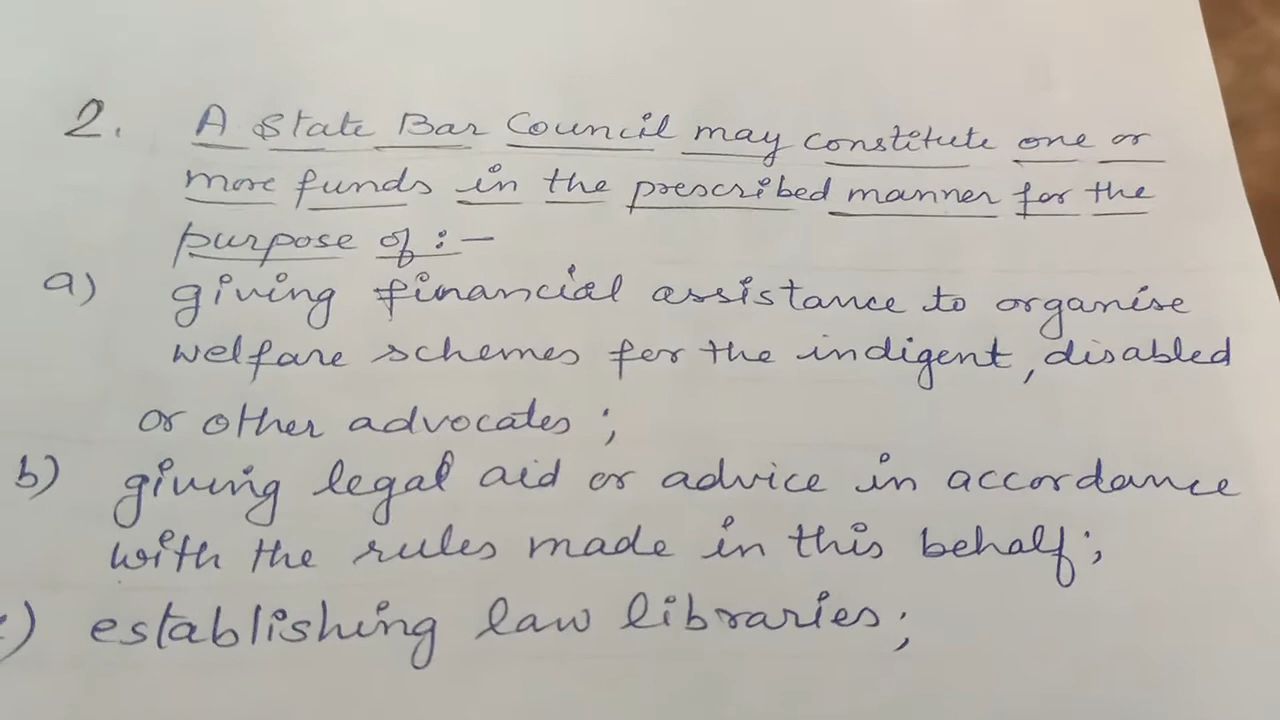 2. A State Bar Council may constitute one or
more funds in the prescribed manner for the
purpose of :-
a) giving financial assistance to organise
welfare schemes for the indigent, disabled
or other advocates ;
b) giving legal aid or advice in accordance
with the rules made in this behalf;
c) establishing law libraries;